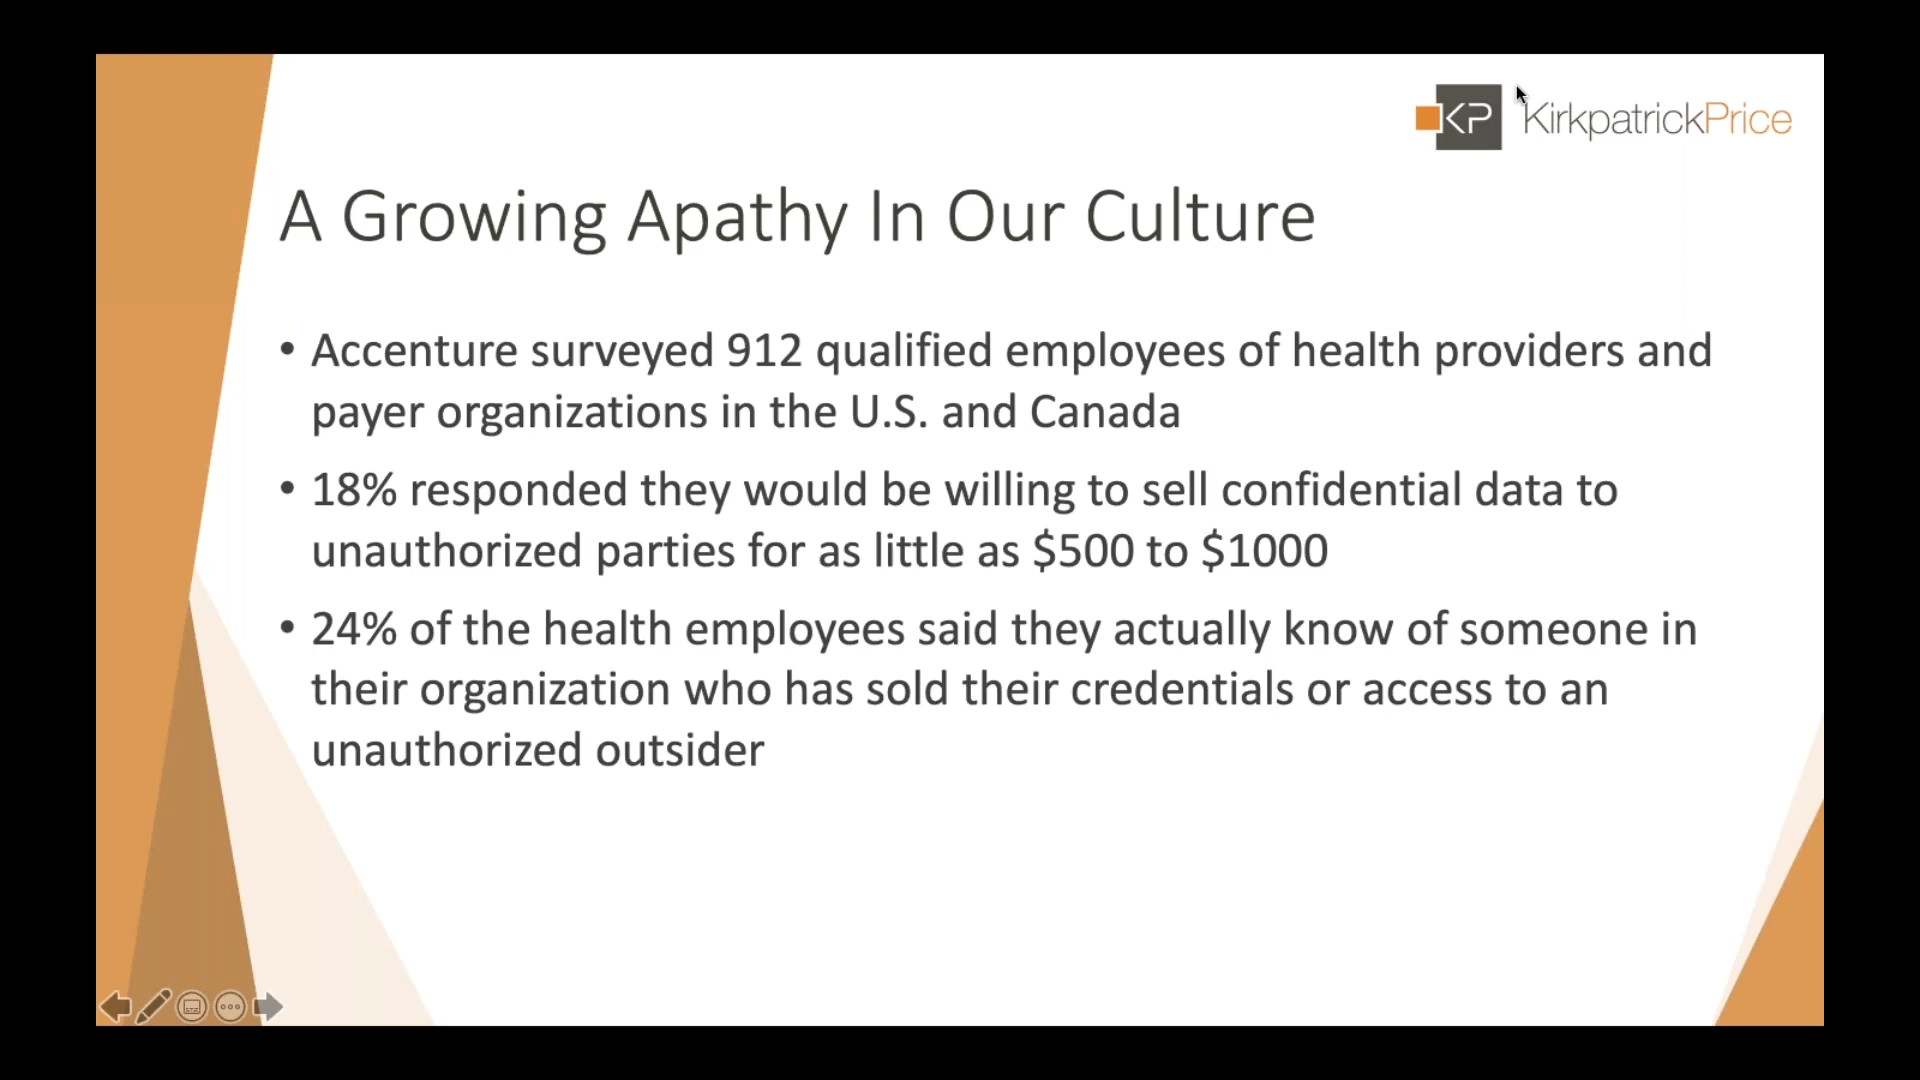 KP KirkpatrickPrice
A Growing Apathy In Our Culture
• Accenture surveyed 912 qualified employees of health providers and
payer organizations in the U.S. and Canada
• 18% responded they would be willing to sell confidential data to
unauthorized parties for as little as $500 to $1000
• 24% of the health employees said they actually know of someone in
their organization who has sold their credentials or access to an
unauthorized outsider